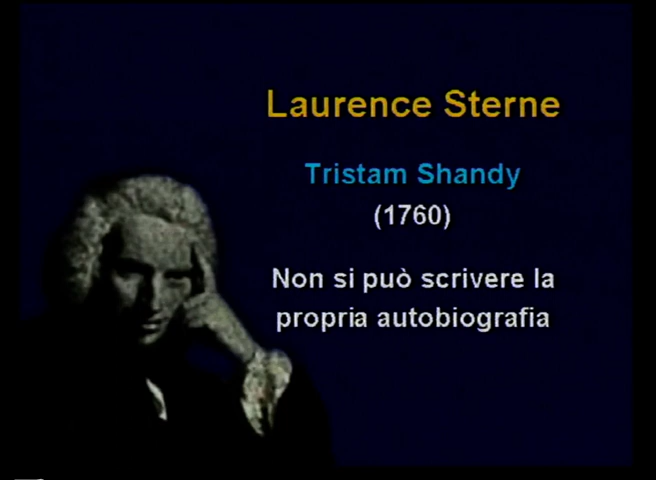 Laurence Sterne
Tristam Shandy
(1760)
Non si può scrivere la
propria autobiografia